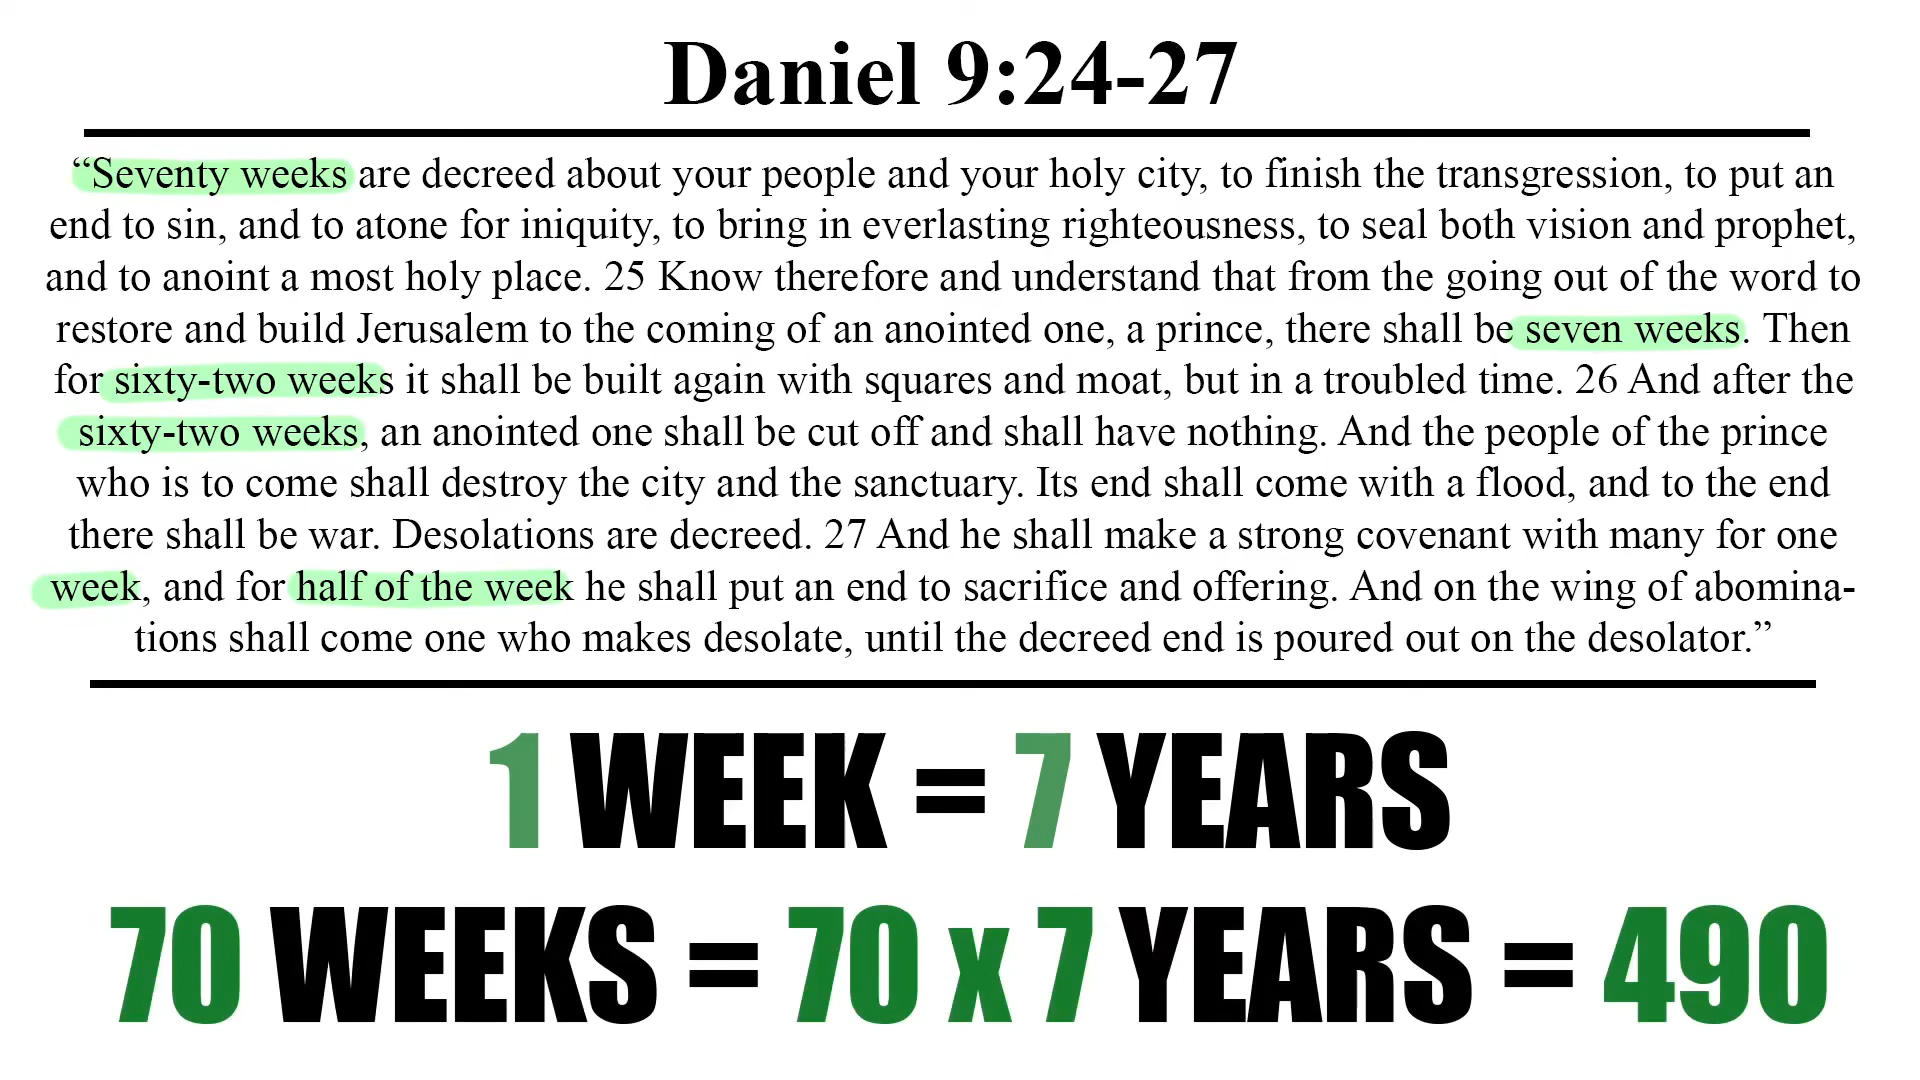 Daniel 9:24-27
“Seventy weeks are decreed about your people and your holy city, to finish the transgression, to put an
end to sin, and to atone for iniquity, to bring in everlasting righteousness, to seal both vision and prophet,
and to anoint a most holy place. 25 Know therefore and understand that from the going out of the word to
restore and build Jerusalem to the coming of an anointed one, a prince, there shall be seven weeks. Then
for sixty-two weeks it shall be built again with squares and moat, but in a troubled time. 26 And after the
sixty-two weeks, an anointed one shall be cut off and shall have nothing. And the people of the prince
who is to come shall destroy the city and the sanctuary. Its end shall come with a flood, and to the end
there shall be war. Desolations are decreed. 27 And he shall make a strong covenant with many for one
week, and for half of the week he shall put an end to sacrifice and offering. And on the wing of abomina-
tions shall come one who makes desolate, until the decreed end is poured out on the desolator.”
1 WEEK = 7 YEARS
70 WEEKS = 70 x 7 YEARS = 490